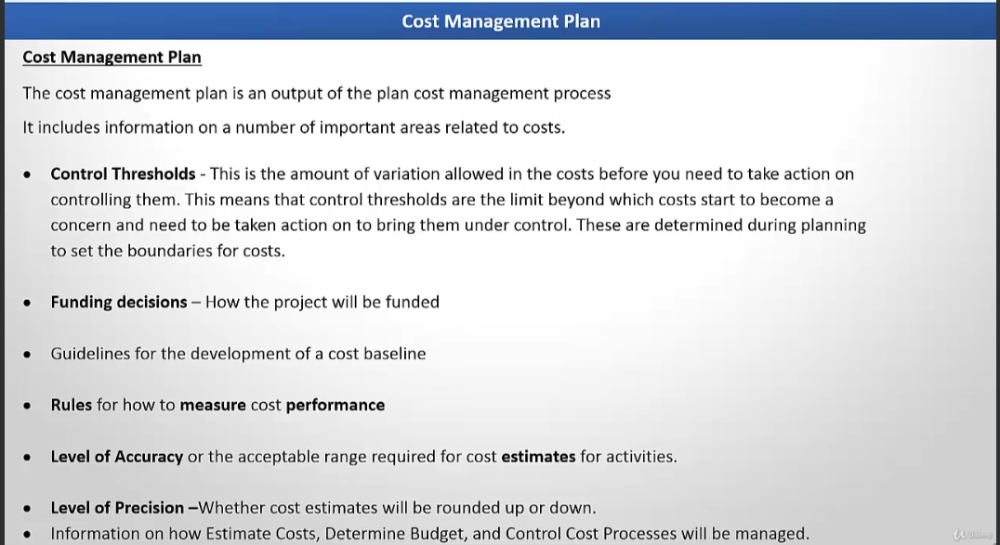 Cost Management Plan
Cost Management Plan
The cost management plan is an output of the plan cost management process
It includes information on a number of important areas related to costs.
• Control Thresholds - This is the amount of variation allowed in the costs before you need to take action on
controlling them. This means that control thresholds are the limit beyond which costs start to become a
concern and need to be taken action on to bring them under control. These are determined during planning
to set the boundaries for costs.
• Funding decisions – How the project will be funded
• Guidelines for the development of a cost baseline
• Rules for how to measure cost performance
• Level of Accuracy or the acceptable range required for cost estimates for activities.
• Level of Precision –Whether cost estimates will be rounded up or down.
• Information on how Estimate Costs, Determine Budget, and Control Cost Processes will be managed.
Udemy